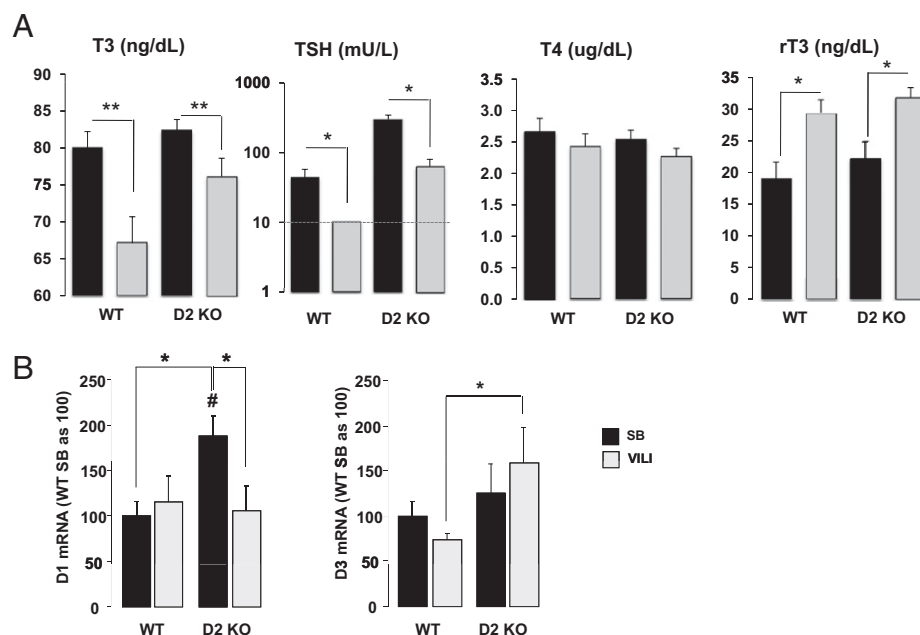 A
T3 (ng/dL)
TSH (mU/L)
T4 (ug/dL)
rT3 (ng/dL)
90
85
80
75
70
65
60
**
**
WT
D2 KO
1000
100
10
1
*
*
WT
D2 KO
3.5
3.0
2.5
2.0
1.5
1.0
0.5
0.0
WT
D2 KO
35
30
25
20
15
10
5
0
*
*
WT
D2 KO
B
D1 mRNA (WT SB as 100)
250
200
150
100
50
0
*
*
#
WT
D2 KO
D3 mRNA (WT SB as 100)
250
200
150
100
50
0
*
WT
D2 KO
SB
VILI